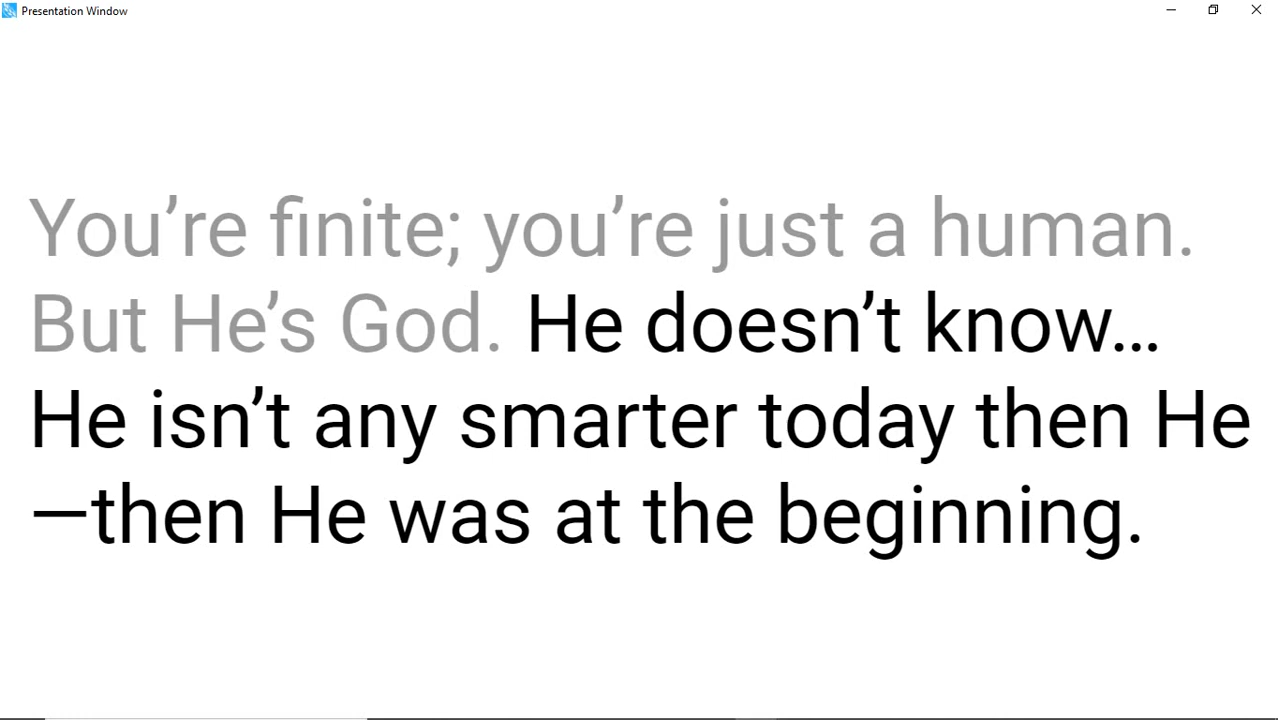 Presentation Window
You’re finite; you’re just a human.
But He’s God. He doesn’t know…
He isn’t any smarter today then He
—then He was at the beginning.